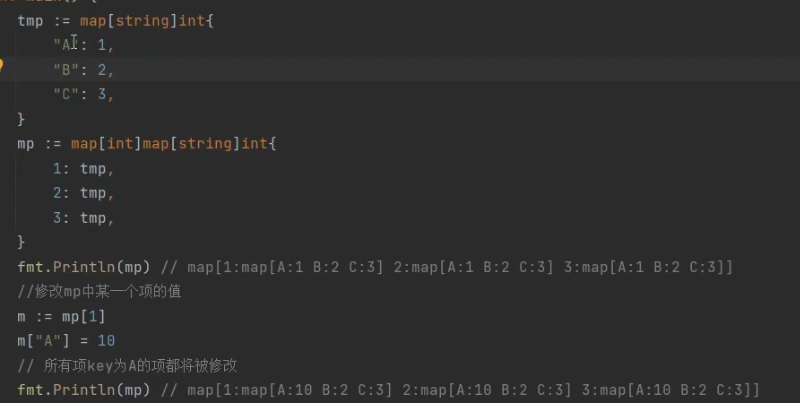 tmp := map[string]int{
"A": 1,
"B": 2,
"C": 3,
}
mp := map[int]map[string]int{
1: tmp,
2: tmp,
3: tmp,
}
fmt.Println(mp) // map[1:map[A:1 B:2 C:3] 2:map[A:1 B:2 C:3] 3:map[A:1 B:2 C:3]]
//修改mp中某一个项的值
m := mp[1]
m["A"] = 10
// 所有项key为A的项都将被修改
fmt.Println(mp) // map[1:map[A:10 B:2 C:3] 2:map[A:10 B:2 C:3] 3:map[A:10 B:2 C:3]]